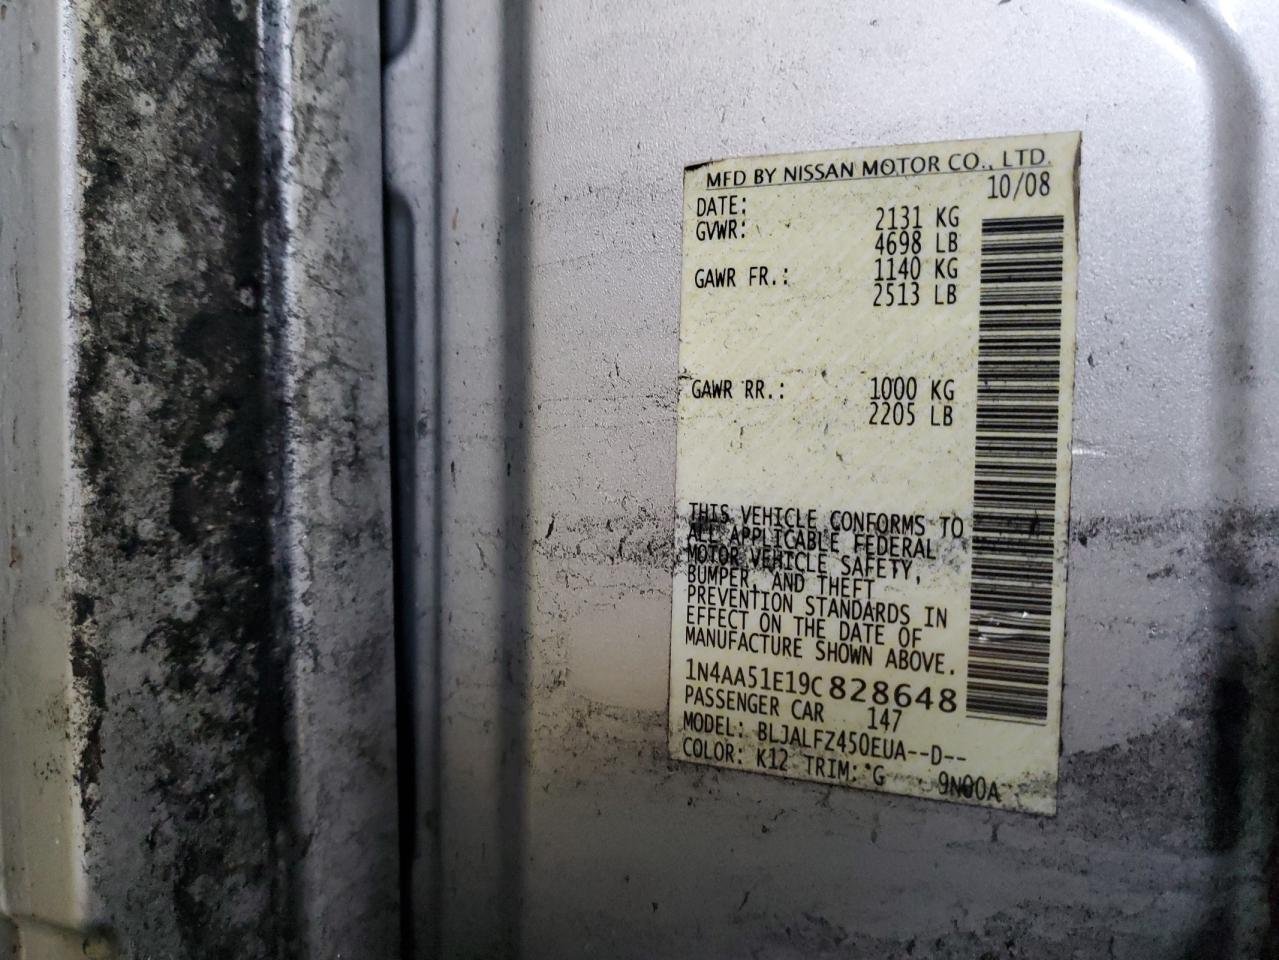 MFD BY NISSAN MOTOR CO., LTD.
DATE: 10/08
GVWR: 2131 KG
4698 LB
GAWR FR.: 1140 KG
2513 LB
GAWR RR.: 1000 KG
2205 LB
THIS VEHICLE CONFORMS TO
ALL APPLICABLE FEDERAL
MOTOR VEHICLE SAFETY,
BUMPER, AND THEFT
PREVENTION STANDARDS IN
EFFECT ON THE DATE OF
MANUFACTURE SHOWN ABOVE.
1N4AA51E19C828648
PASSENGER CAR 147
MODEL: BLJALFZ450EUA--D--
COLOR: K12 TRIM: G 9N00A